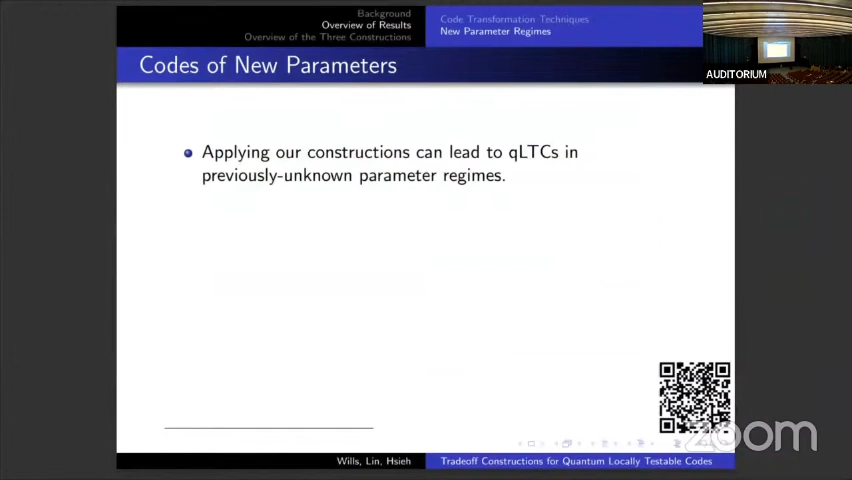 Background
Overview of Results
Overview of the Three Constructions
Code Transformation Techniques
New Parameter Regimes
Codes of New Parameters
AUDITORIUM
Applying our constructions can lead to qLTCs in
previously-unknown parameter regimes.
zoom
Wills, Lin, Hsieh
Tradeoff Constructions for Quantum Locally Testable Codes